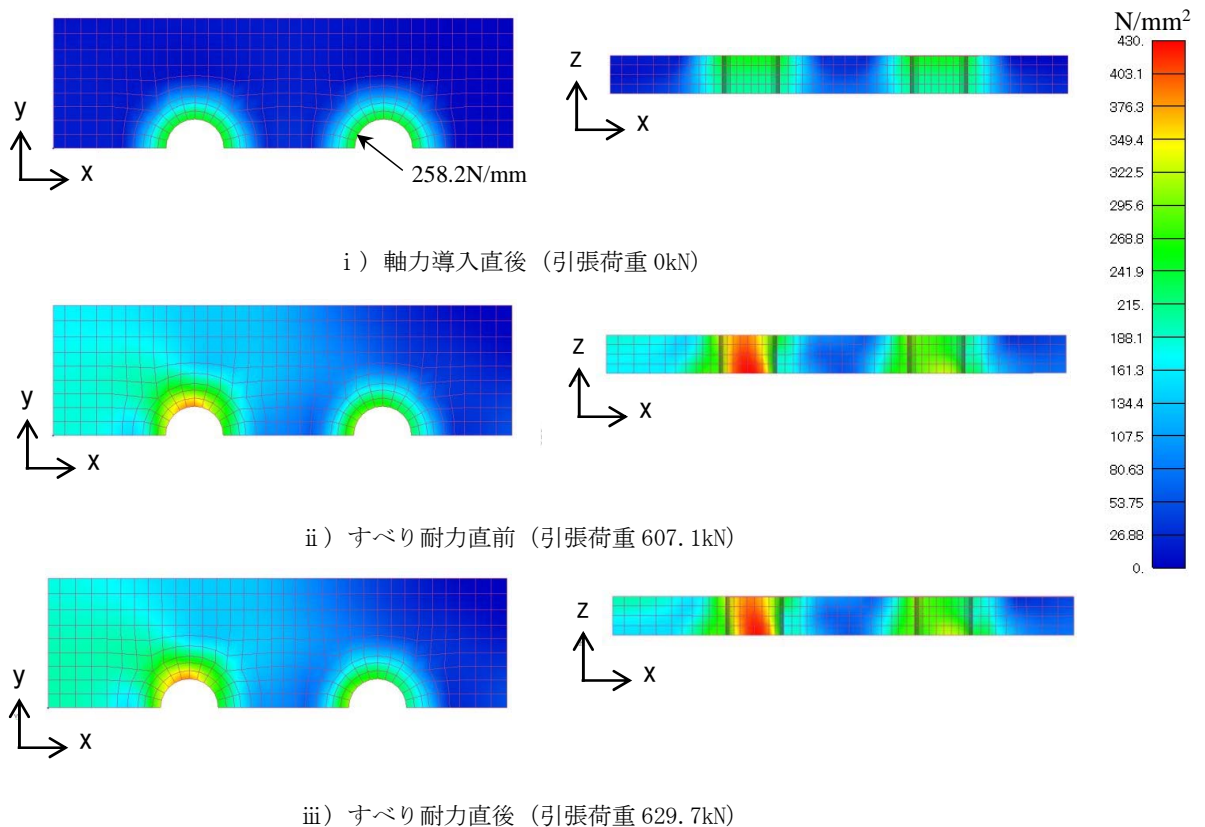 N/mm²
430.
403.1
376.3
349.4
322.5
295.6
268.8
241.9
215.
188.1
161.3
134.4
107.5
80.63
53.75
26.88
0.
y
x
z
x
258.2N/mm
ⅰ) 軸力導入直後 (引張荷重 0kN)
y
x
z
x
ⅱ) すべり耐力直前 (引張荷重 607.1kN)
y
x
z
x
ⅲ) すべり耐力直後 (引張荷重 629.7kN)